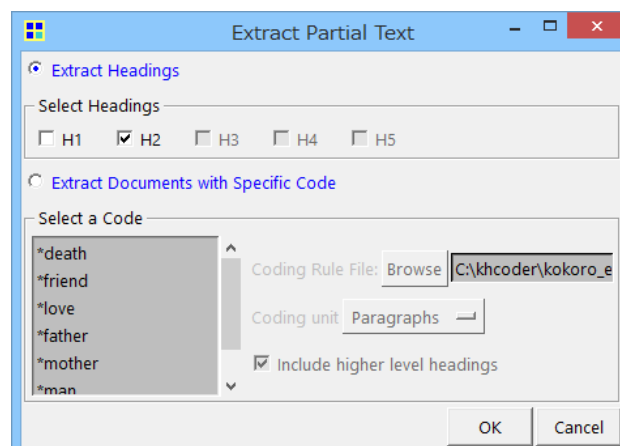 Extract Partial Text
Extract Headings
Select Headings
H1 H2 H3 H4 H5
Extract Documents with Specific Code
Select a Code
*death
*friend
*love
*father
*mother
*man
Coding Rule File: Browse C:\khcoder\kokoro_e
Coding unit Paragraphs
Include higher level headings
OK Cancel